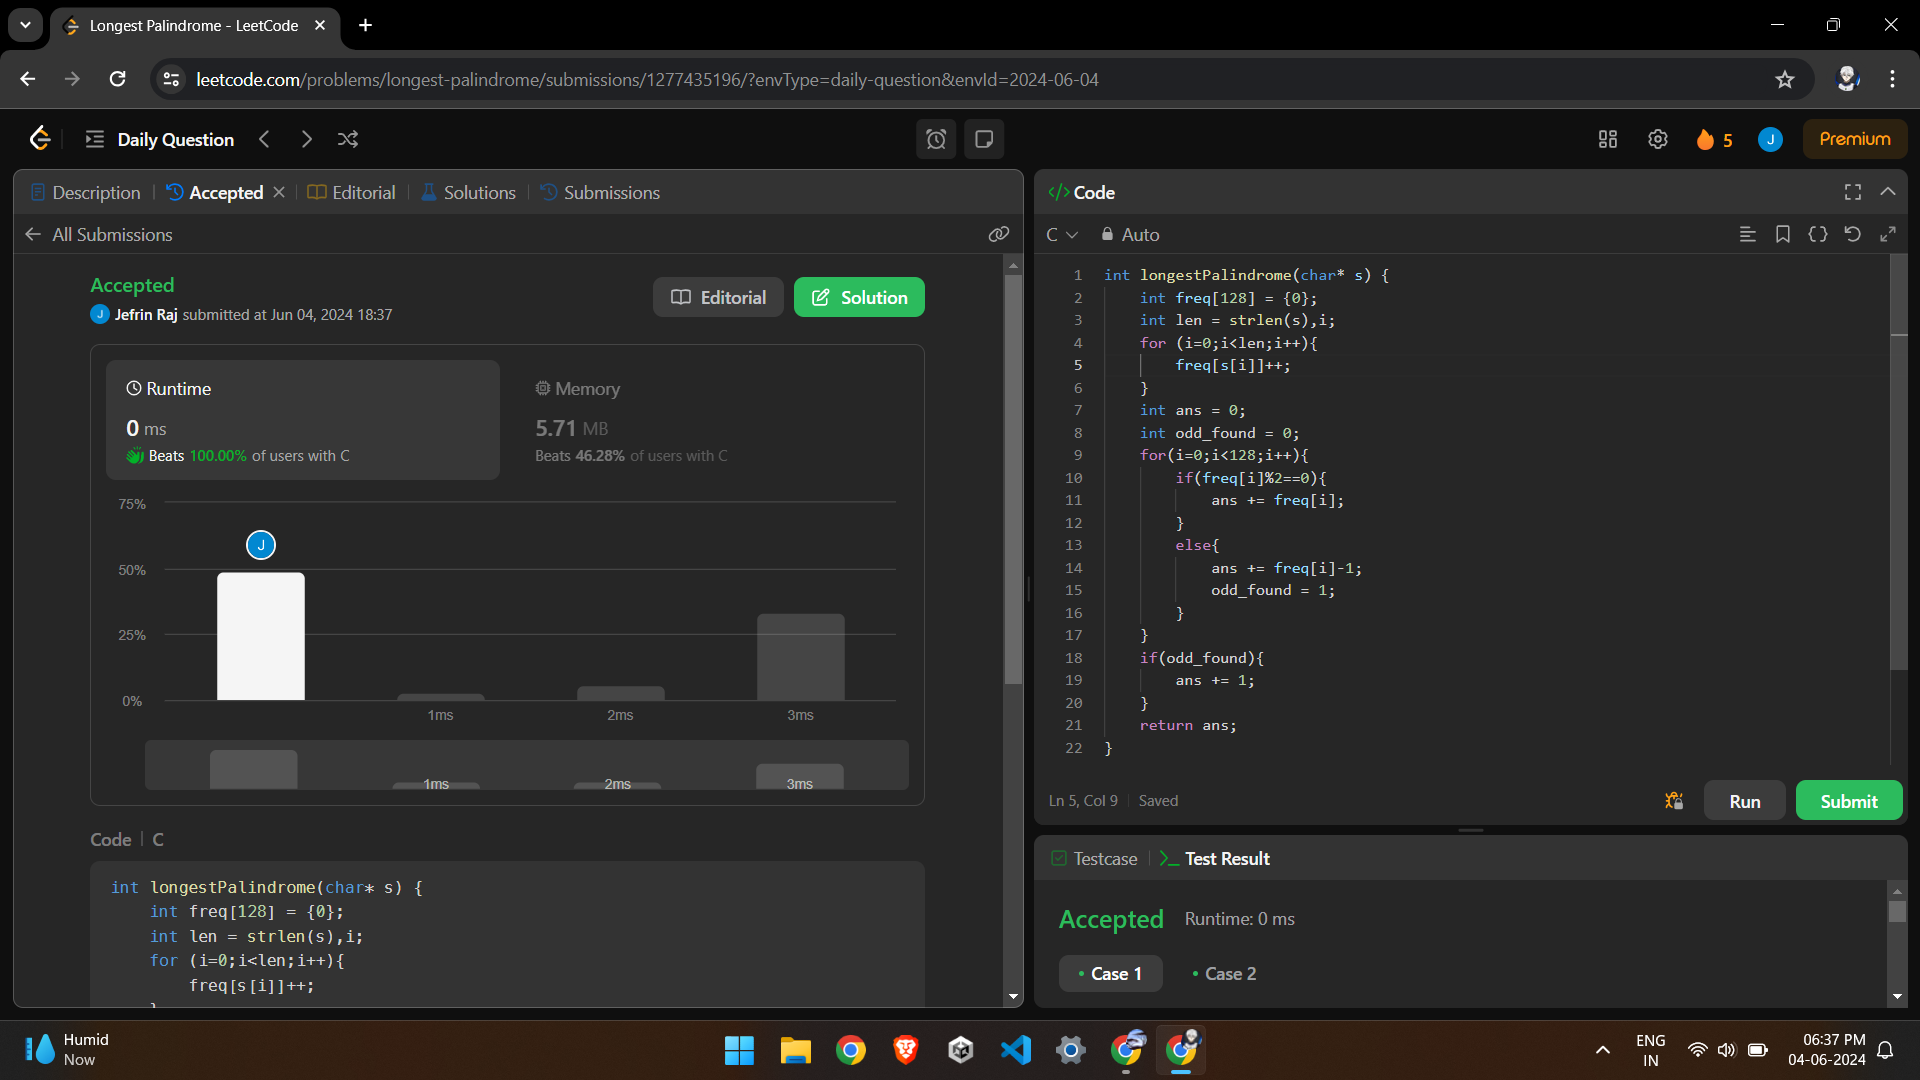 Longest Palindrome - LeetCode
leetcode.com/problems/longest-palindrome/submissions/1277435196/?envType=daily-question&envId=2024-06-04
Daily Question
5
J
Premium
Description
Accepted
Editorial
Solutions
Submissions
All Submissions
Accepted
J Jefrin Raj submitted at Jun 04, 2024 18:37
Editorial
Solution
Runtime
0 ms
Beats 100.00% of users with C
Memory
5.71 MB
Beats 46.28% of users with C
75%
J
50%
25%
0%
1ms
2ms
3ms
1ms
2ms
3ms
Code
C
int longestPalindrome(char* s) {
int freq[128] = {0};
int len = strlen(s),i;
for (i=0;i<len;i++){
freq[s[i]]++;
}
</> Code
C
Auto
1 int longestPalindrome(char* s) {
2 int freq[128] = {0};
3 int len = strlen(s),i;
4 for (i=0;i<len;i++){
5 freq[s[i]]++;
6 }
7 int ans = 0;
8 int odd_found = 0;
9 for(i=0;i<128;i++){
10 if(freq[i]%2==0){
11 ans += freq[i];
12 }
13 else{
14 ans += freq[i]-1;
15 odd_found = 1;
16 }
17 }
18 if(odd_found){
19 ans += 1;
20 }
21 return ans;
22 }
Ln 5, Col 9
Saved
Run
Submit
Testcase
Test Result
Accepted
Runtime: 0 ms
Case 1
Case 2
Humid
Now
ENG
IN
06:37 PM
04-06-2024